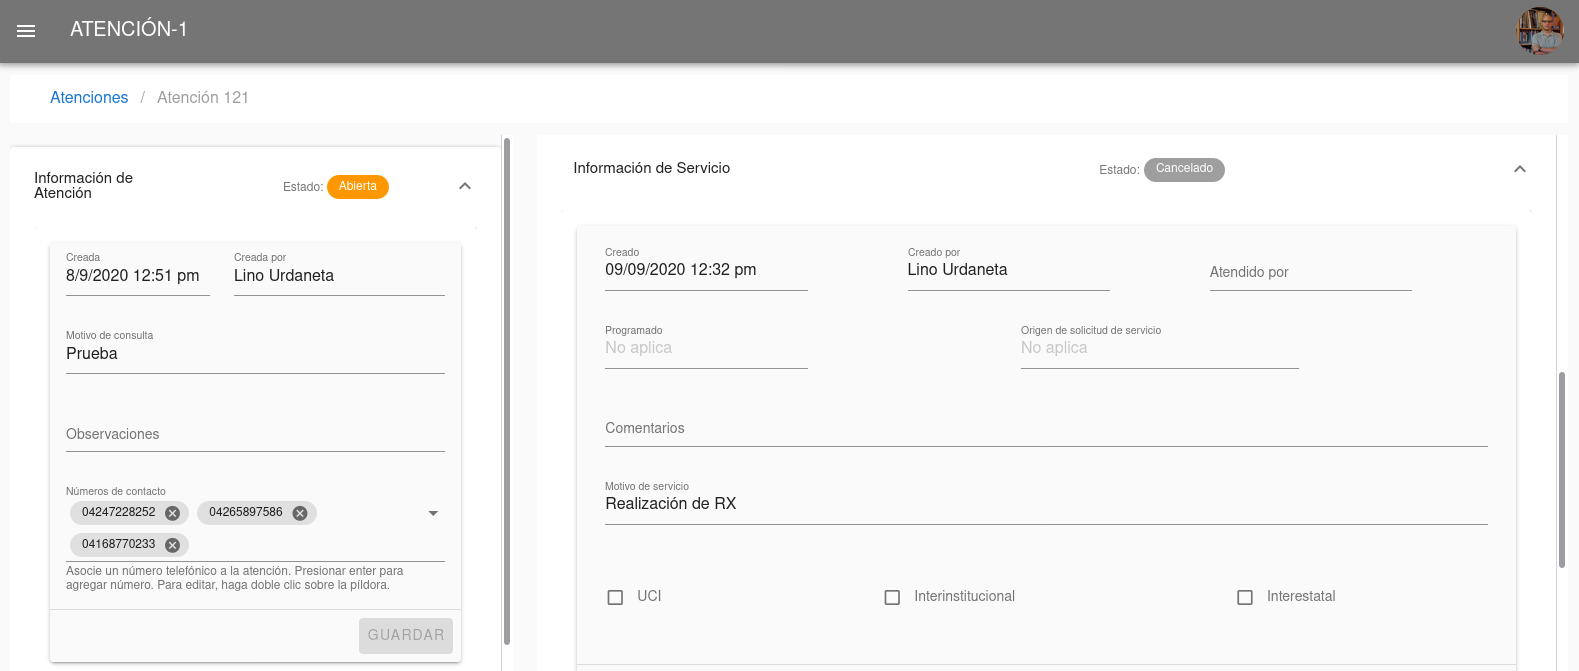 ATENCIÓN-1
Atenciones / Atención 121
Información de
Atención
Estado: Abierta
Creada
8/9/2020 12:51 pm
Creada por
Lino Urdaneta
Motivo de consulta
Prueba
Observaciones
Números de contacto
04247228252 04265897586
04168770233
Asocie un número telefónico a la atención. Presionar enter para
agregar número. Para editar, haga doble clic sobre la píldora.
GUARDAR
Información de Servicio
Estado: Cancelado
Creado
09/09/2020 12:32 pm
Creado por
Lino Urdaneta
Atendido por
Programado
No aplica
Origen de solicitud de servicio
No aplica
Comentarios
Motivo de servicio
Realización de RX
UCI
Interinstitucional
Interestatal